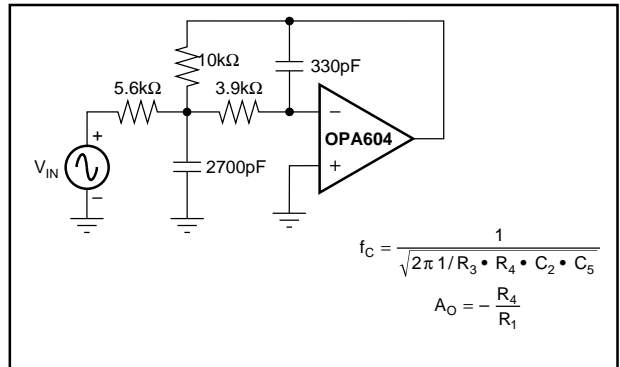 10kΩ
330pF
5.6kΩ
3.9kΩ
−
OPA604
+
+
V_IN
−
2700pF
f_C = 1 / √(2π 1/R_3 • R_4 • C_2 • C_5)
A_O = − R_4 / R_1